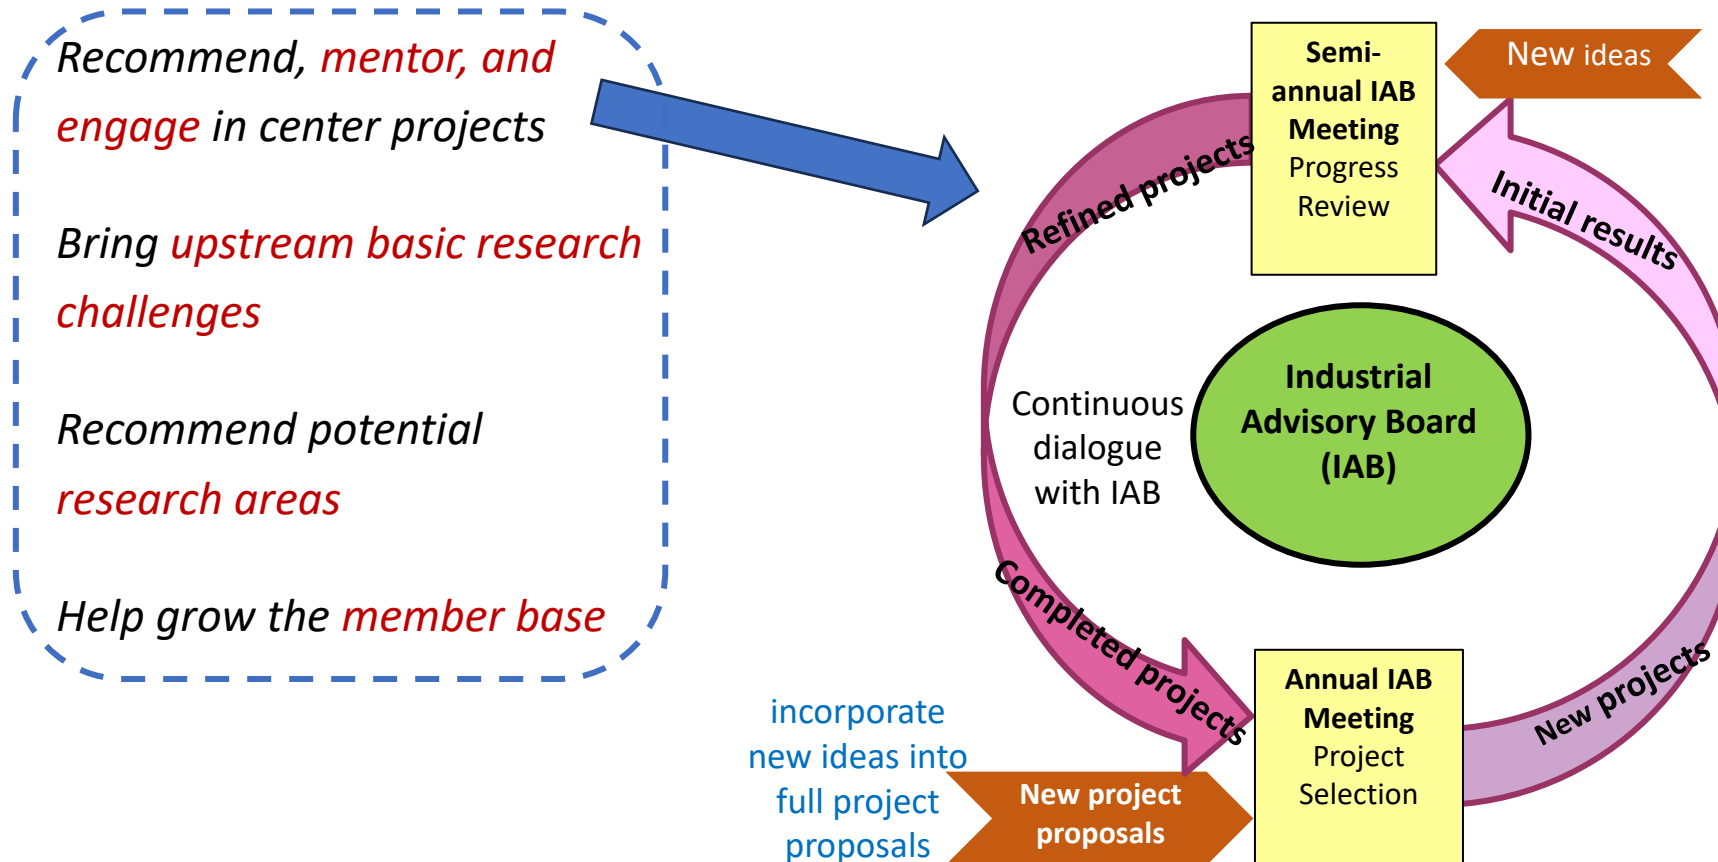 Recommend, mentor, and
engage in center projects
Bring upstream basic research
challenges
Recommend potential
research areas
Help grow the member base
Semi-
annual IAB
Meeting
Progress
Review
New ideas
Refined projects
Initial results
Continuous
dialogue
with IAB
Industrial
Advisory Board
(IAB)
Completed projects
New projects
Annual IAB
Meeting
Project
Selection
incorporate
new ideas into
full project
proposals
New project
proposals